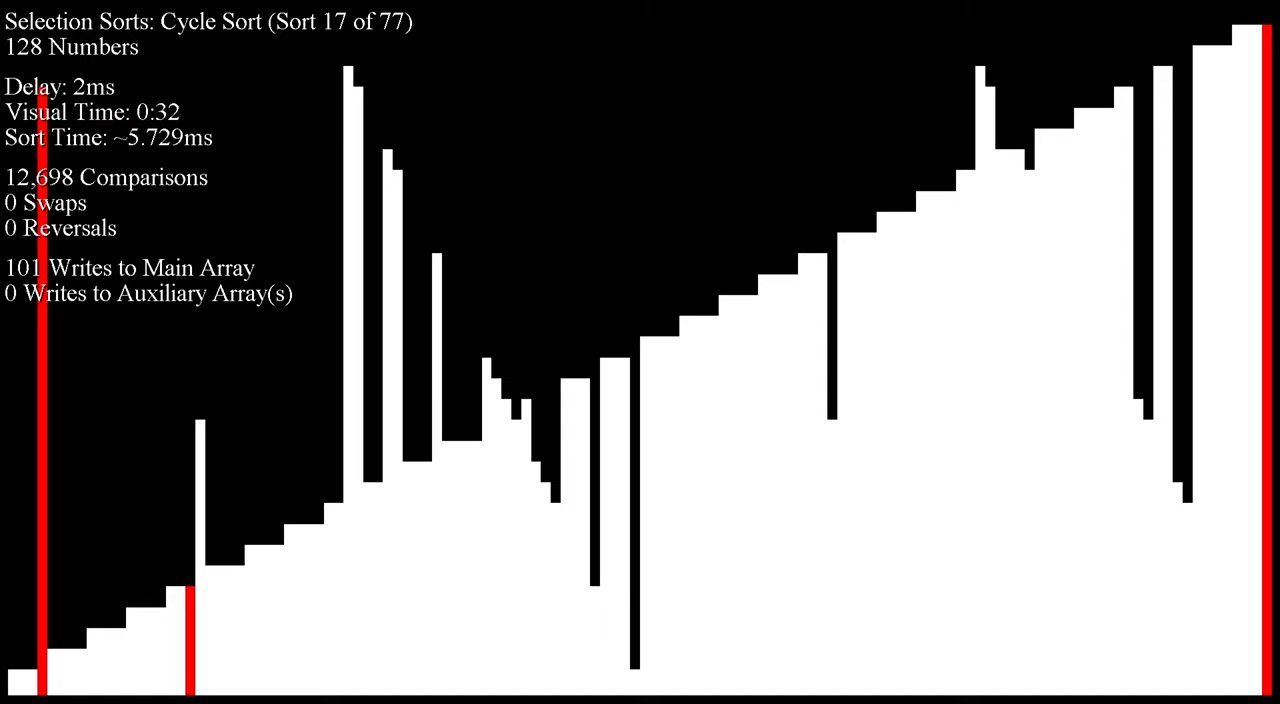 Selection Sorts: Cycle Sort (Sort 17 of 77)
128 Numbers
Delay: 2ms
Visual Time: 0:32
Sort Time: ~5.729ms
12,698 Comparisons
0 Swaps
0 Reversals
101 Writes to Main Array
0 Writes to Auxiliary Array(s)